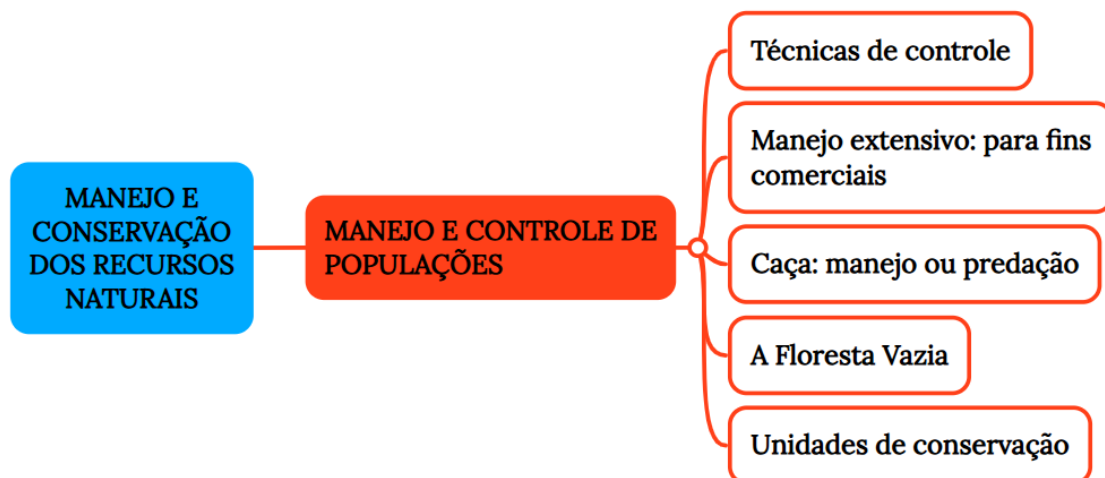 MANEJO E
CONSERVAÇÃO
DOS RECURSOS
NATURAIS
MANEJO E CONTROLE DE
POPULAÇÕES
Técnicas de controle
Manejo extensivo: para fins
comerciais
Caça: manejo ou predação
A Floresta Vazia
Unidades de conservação